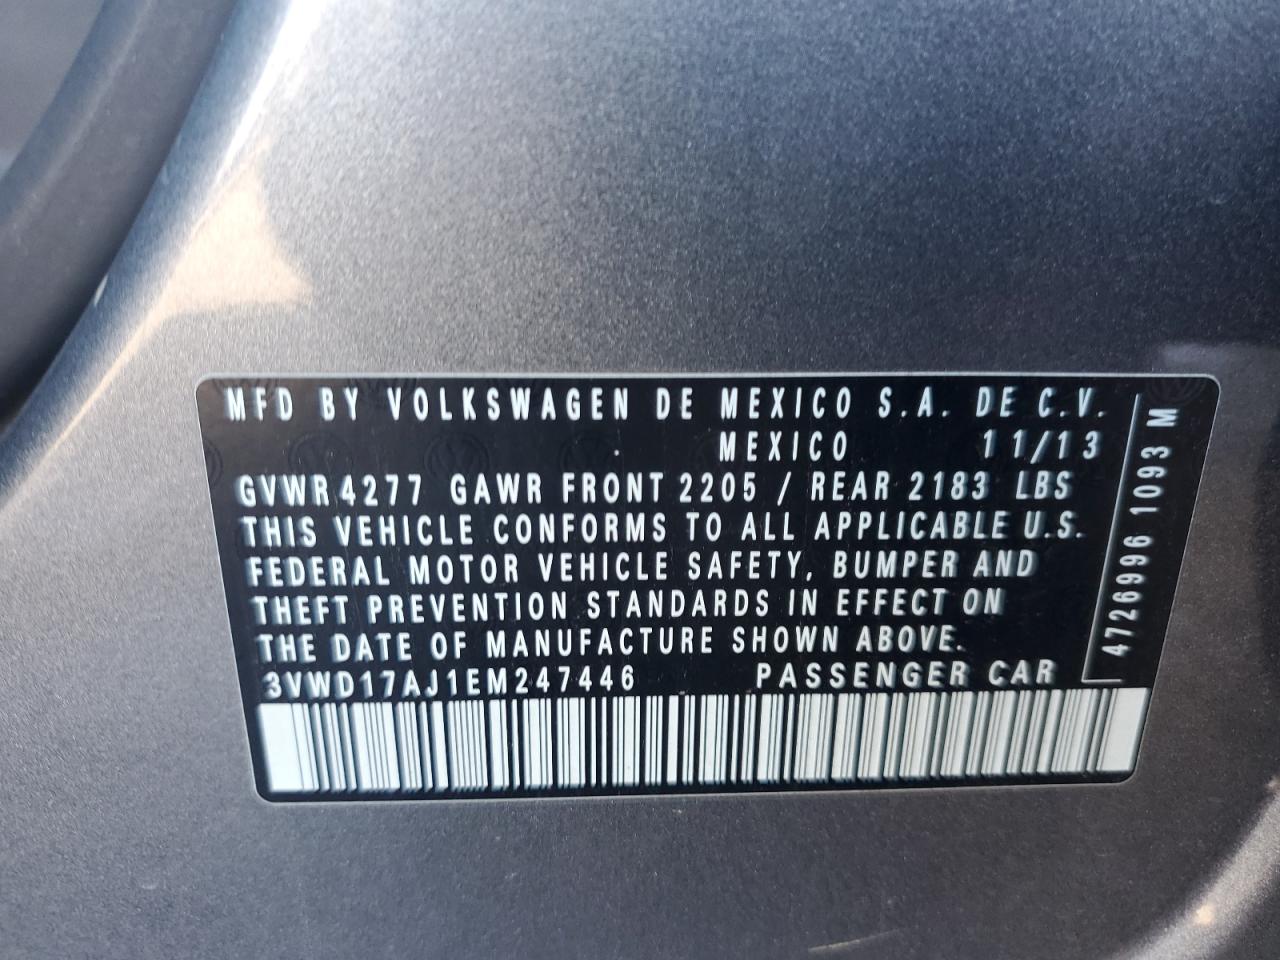 MFD BY VOLKSWAGEN DE MEXICO S.A. DE C.V.
MEXICO 11/13
GVWR 4277 GAWR FRONT 2205 / REAR 2183 LBS
THIS VEHICLE CONFORMS TO ALL APPLICABLE U.S.
FEDERAL MOTOR VEHICLE SAFETY, BUMPER AND
THEFT PREVENTION STANDARDS IN EFFECT ON
THE DATE OF MANUFACTURE SHOWN ABOVE.
3VWD17AJ1EM247446 PASSENGER CAR
4726996 1093 M